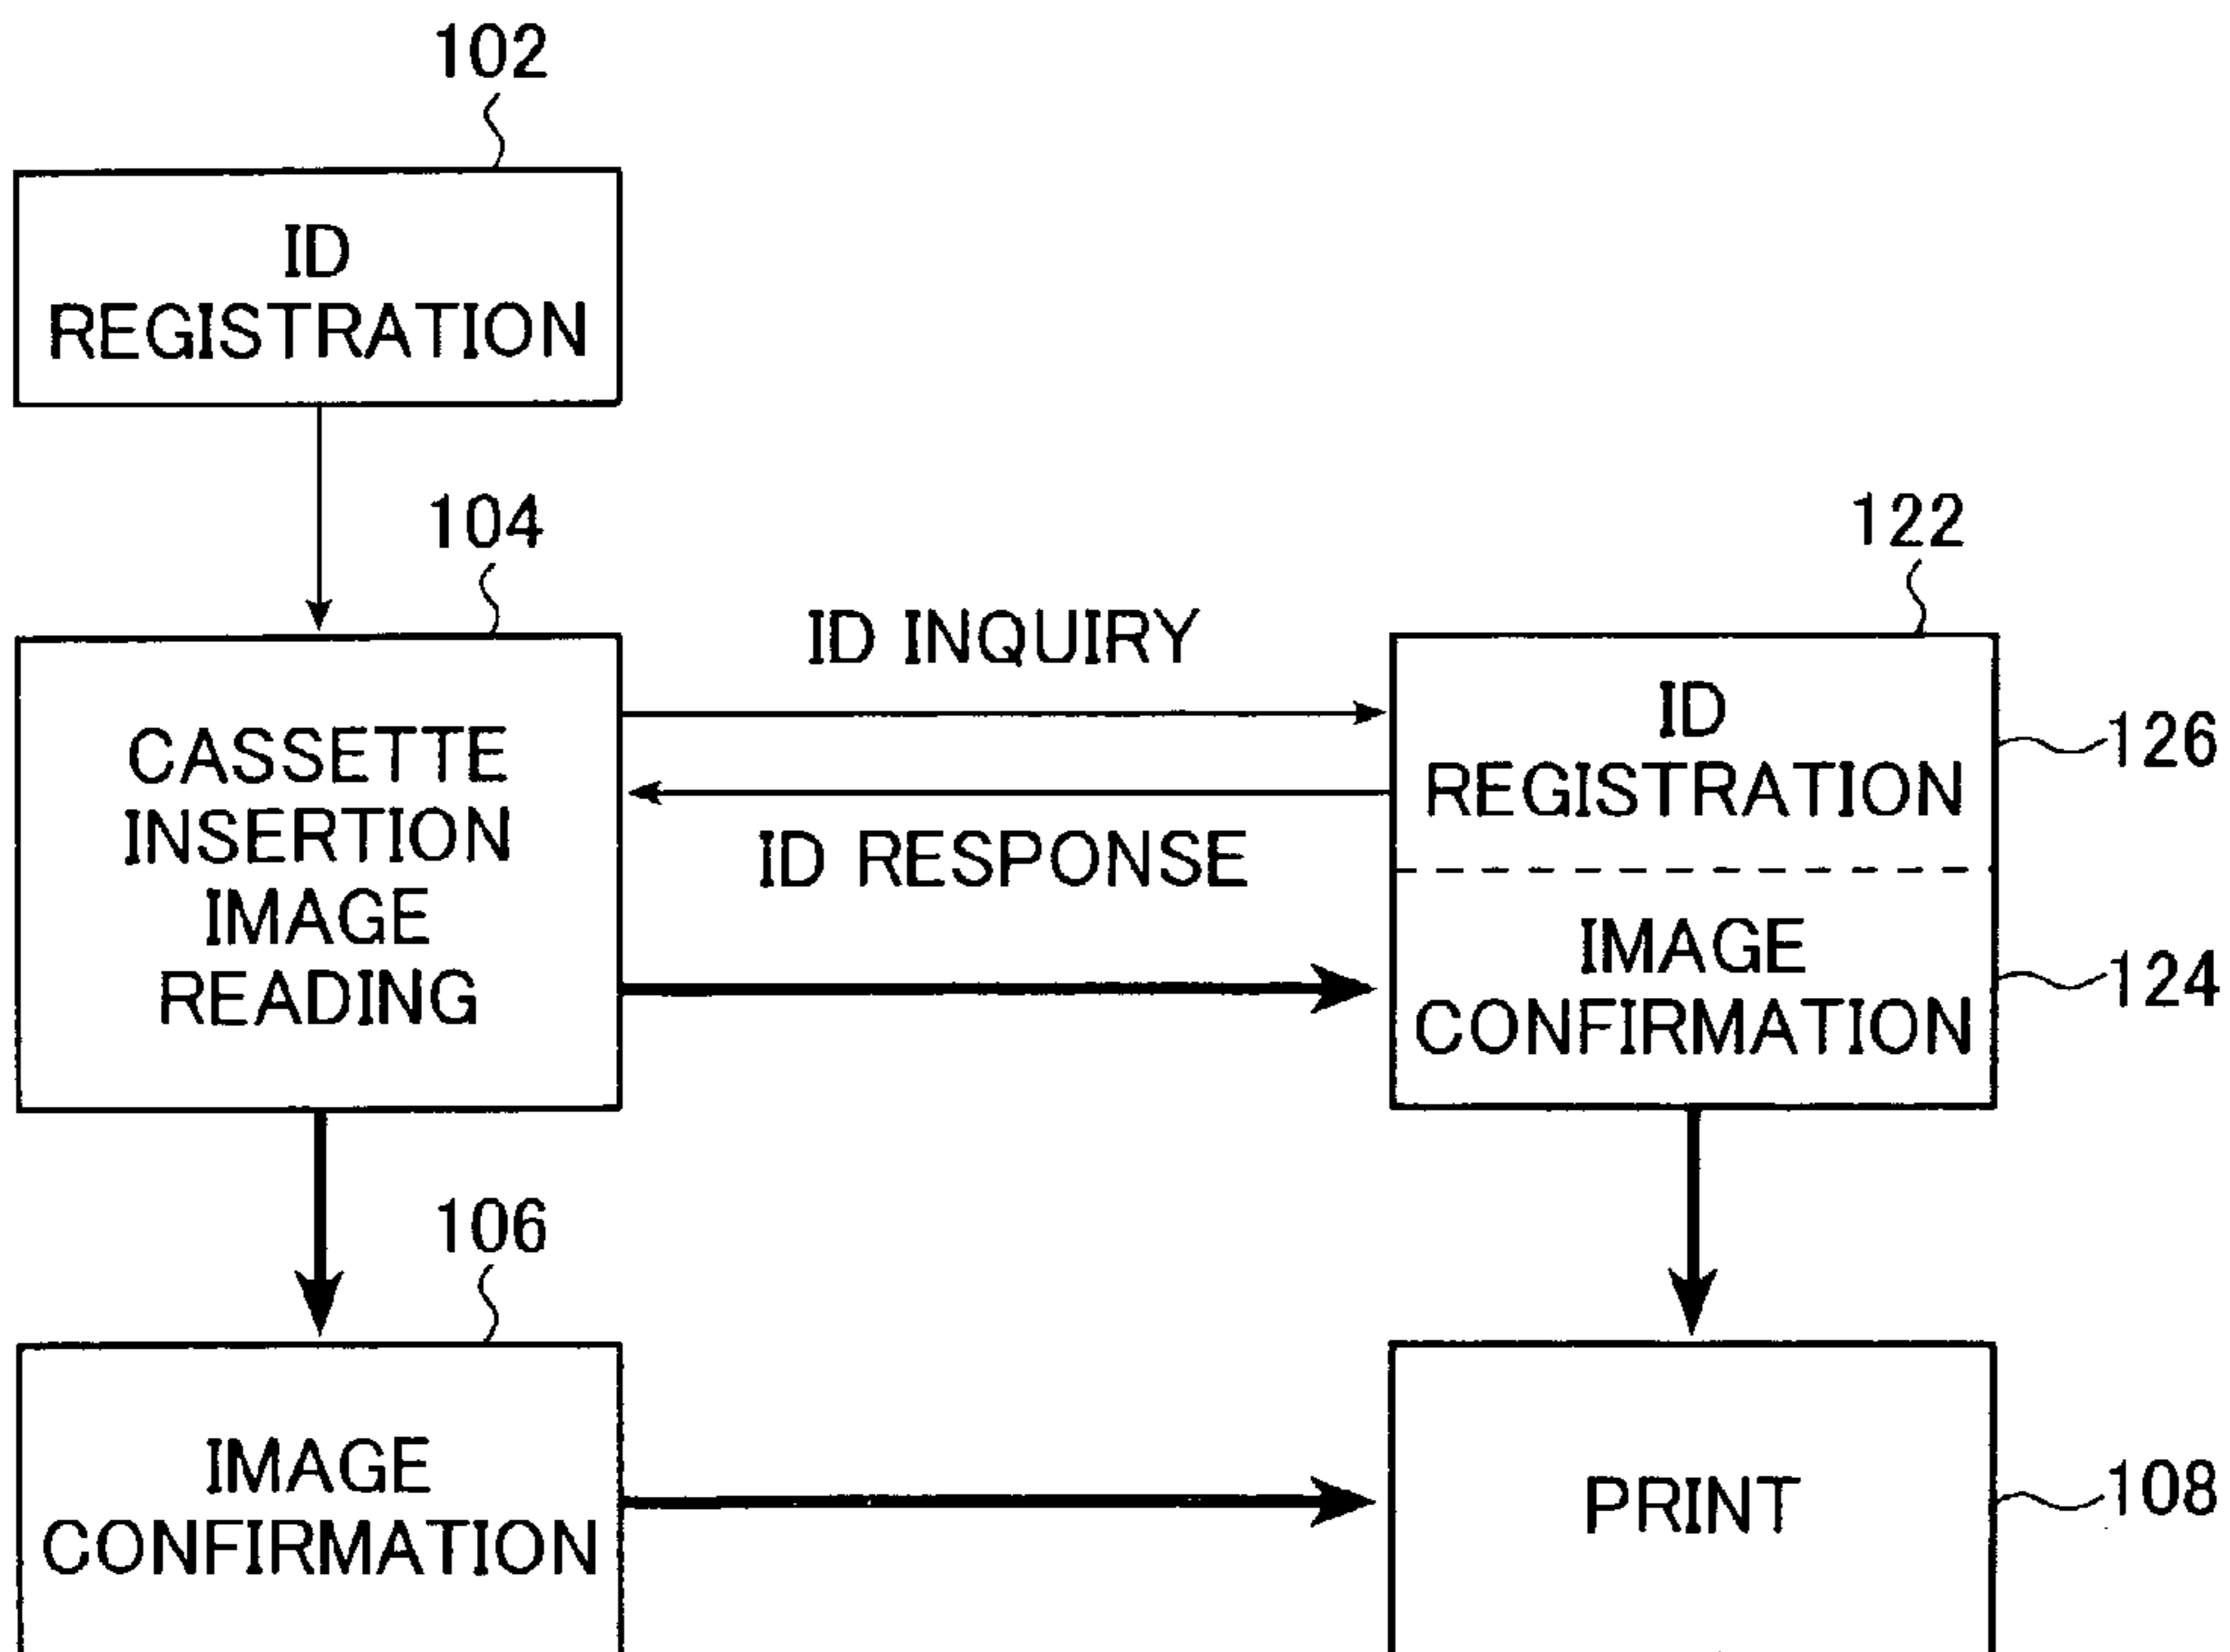 102
ID
REGISTRATION
104
122
ID INQUIRY
CASSETTE
INSERTION
IMAGE
READING
ID RESPONSE
ID
REGISTRATION
126
IMAGE
CONFIRMATION
124
106
IMAGE
CONFIRMATION
PRINT
108